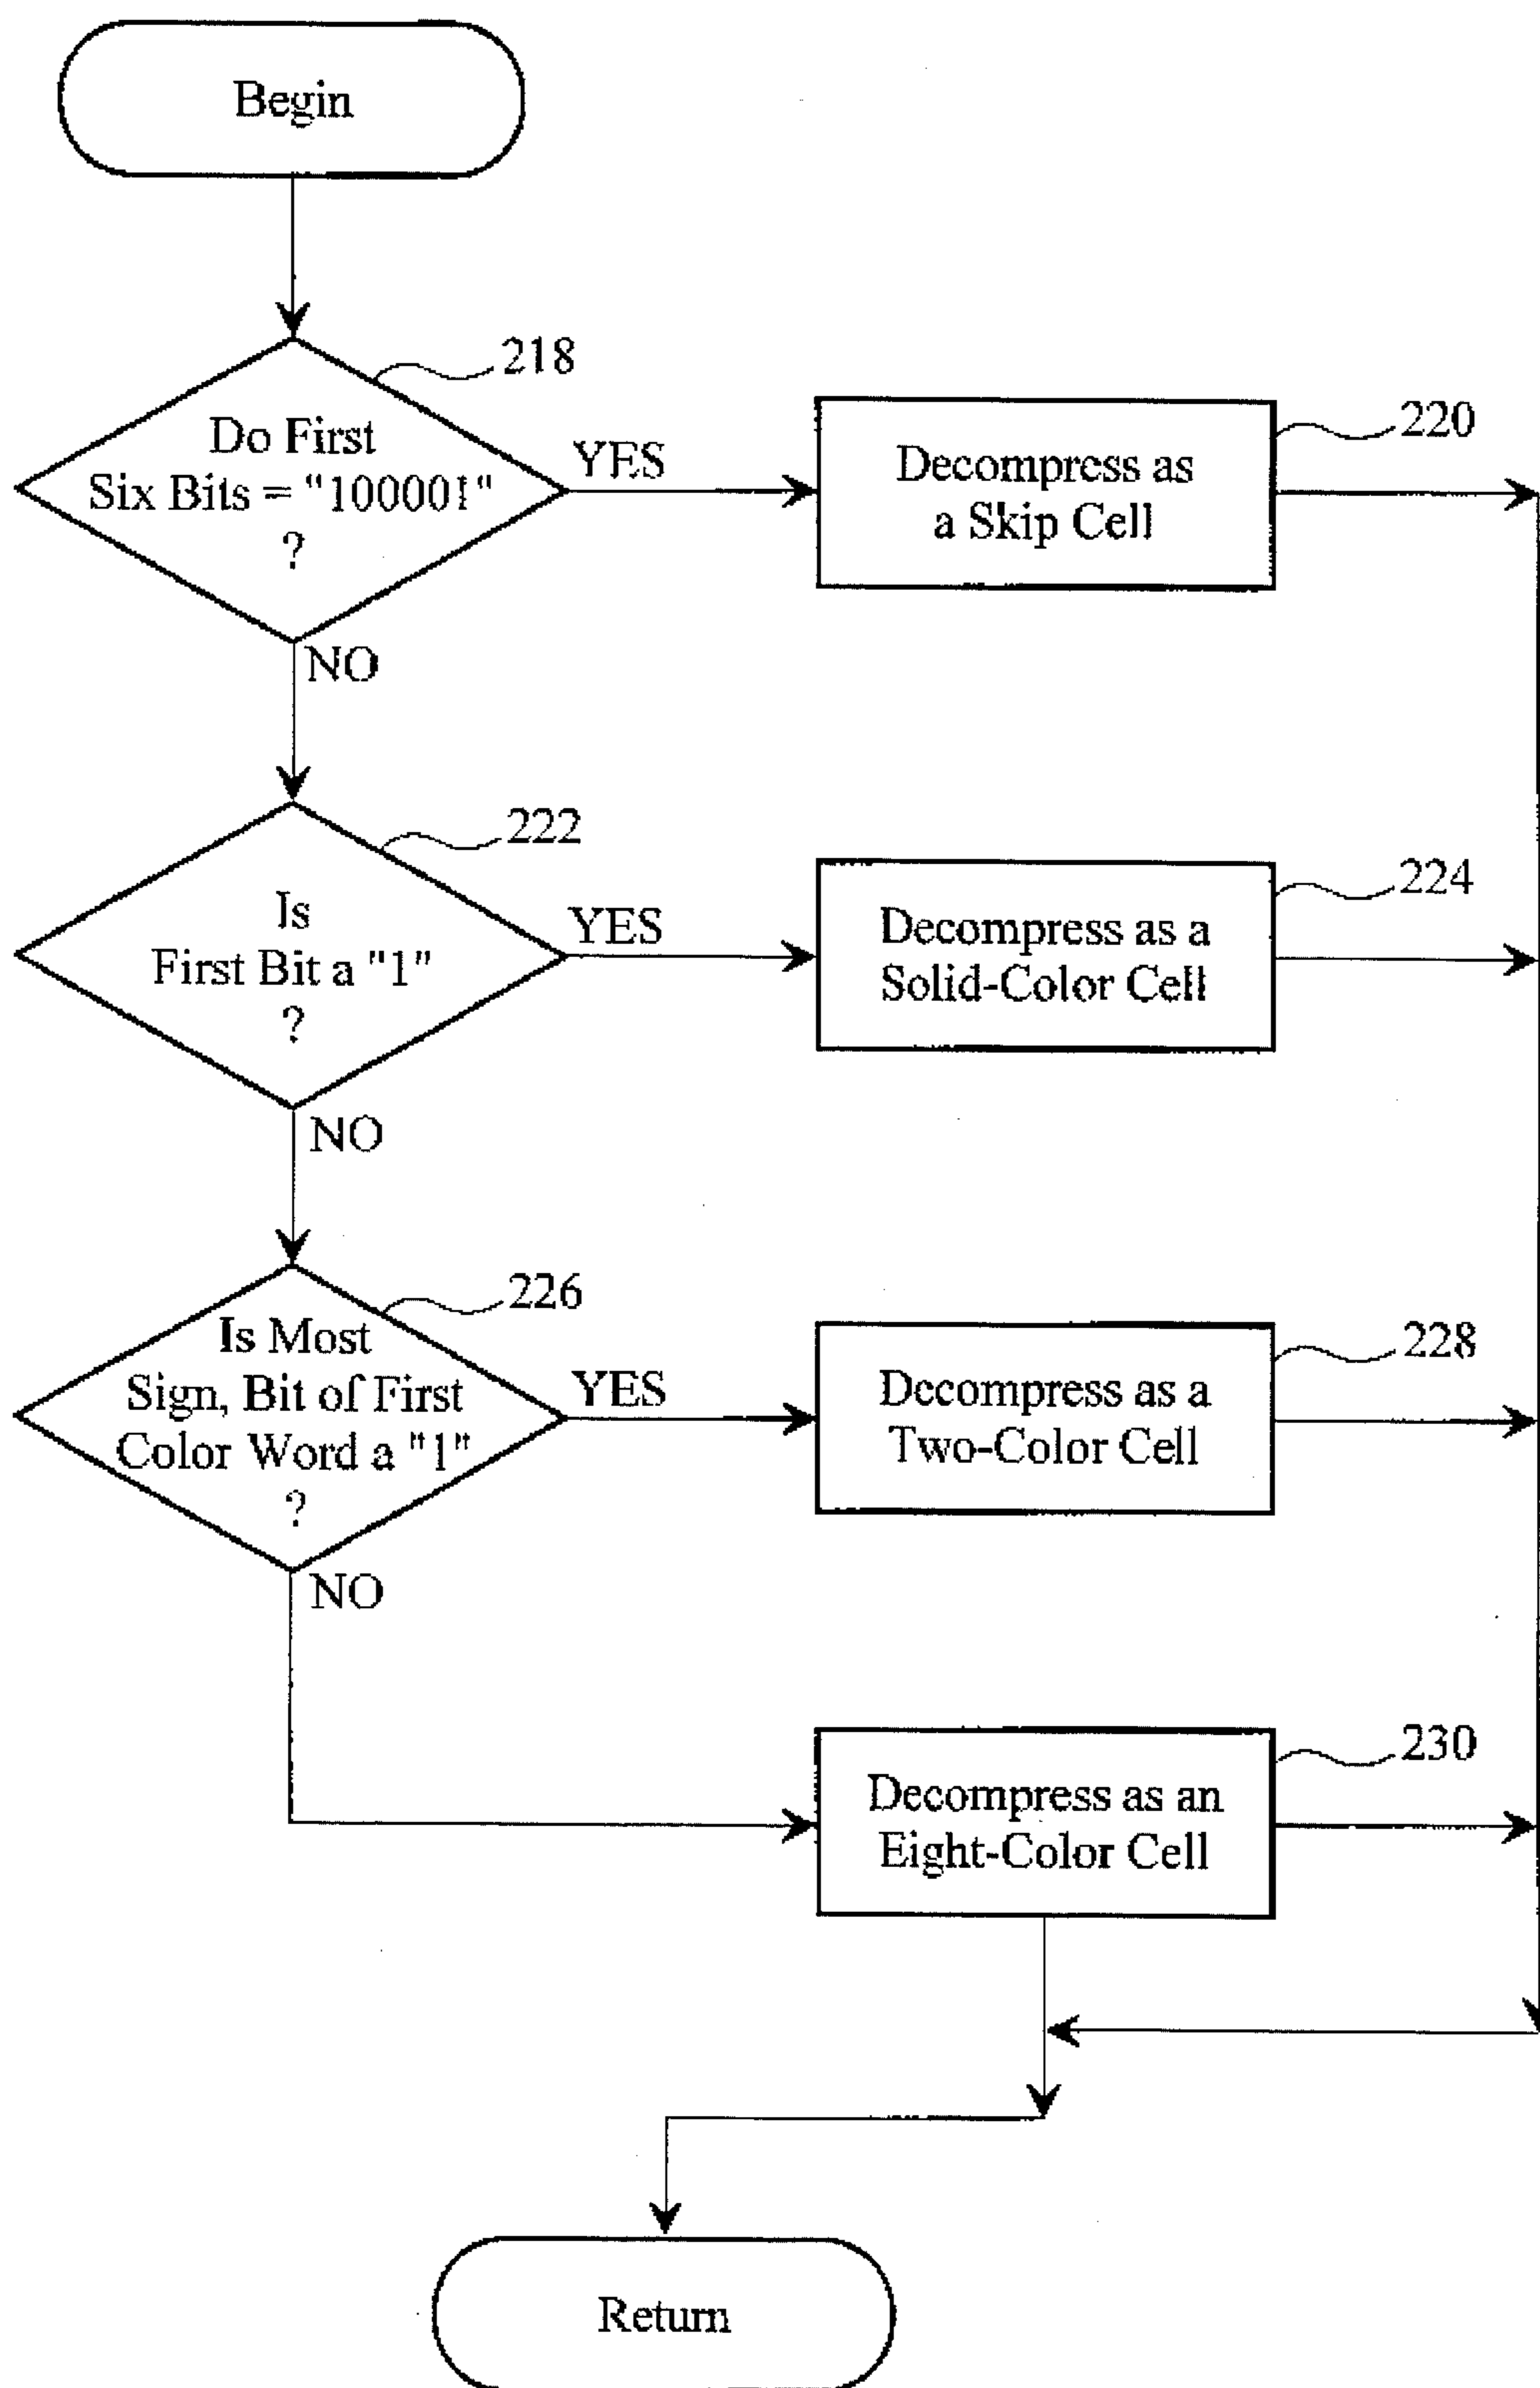 Begin
218
Do First
Six Bits = "100001"
?
YES
NO
Decompress as
a Skip Cell
220
222
Is
First Bit a "1"
?
YES
NO
Decompress as a
Solid-Color Cell
224
226
Is Most
Sign, Bit of First
Color Word a "1"
?
YES
NO
Decompress as a
Two-Color Cell
228
Decompress as an
Eight-Color Cell
230
Return